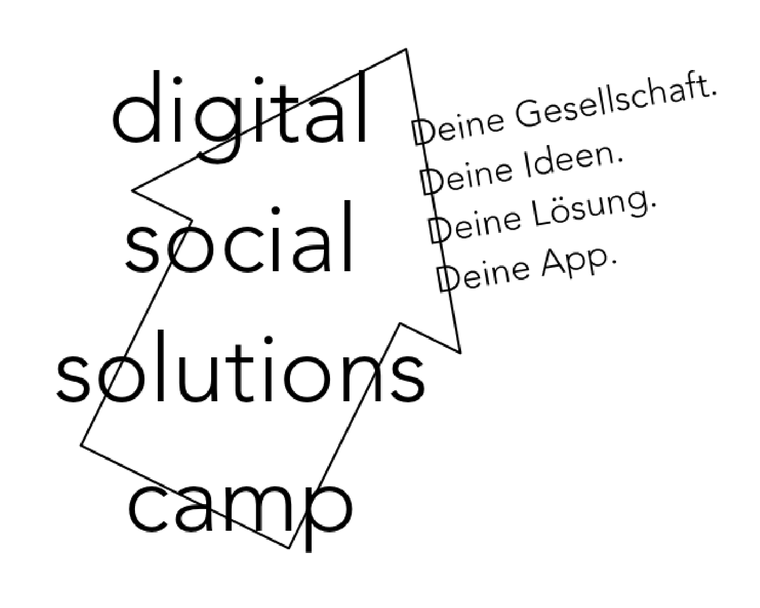 digital
social
solutions
camp
Deine Gesellschaft.
Deine Ideen.
Deine Lösung.
Deine App.